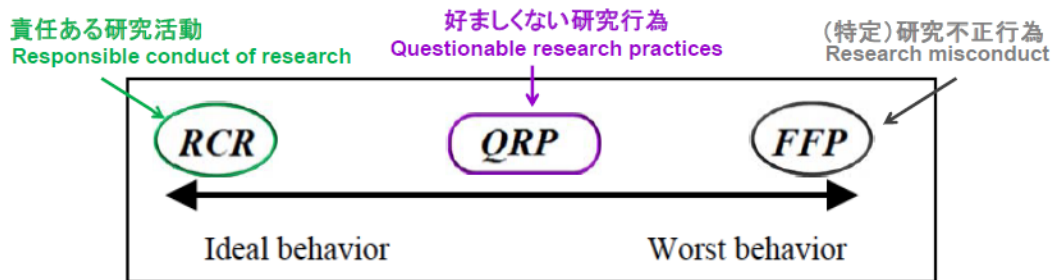 責任ある研究活動
Responsible conduct of research
好ましくない研究行為
Questionable research practices
（特定）研究不正行為
Research misconduct
RCR
QRP
FFP
Ideal behavior
Worst behavior